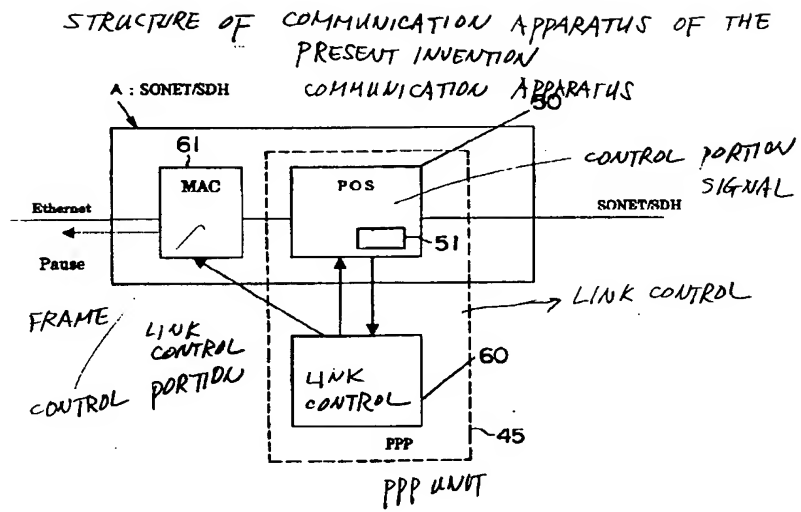 STRUCTURE OF COMMUNICATION APPARATUS OF THE
PRESENT INVENTION
COMMUNICATION APPARATUS
A : SONET/SDH
50
61
MAC
POS
CONTROL PORTION
SIGNAL
Ethernet
SONET/SDH
51
Pause
LINK CONTROL
FRAME
CONTROL
LINK
CONTROL
PORTION
LINK
CONTROL
60
PPP
45
PPP UNIT